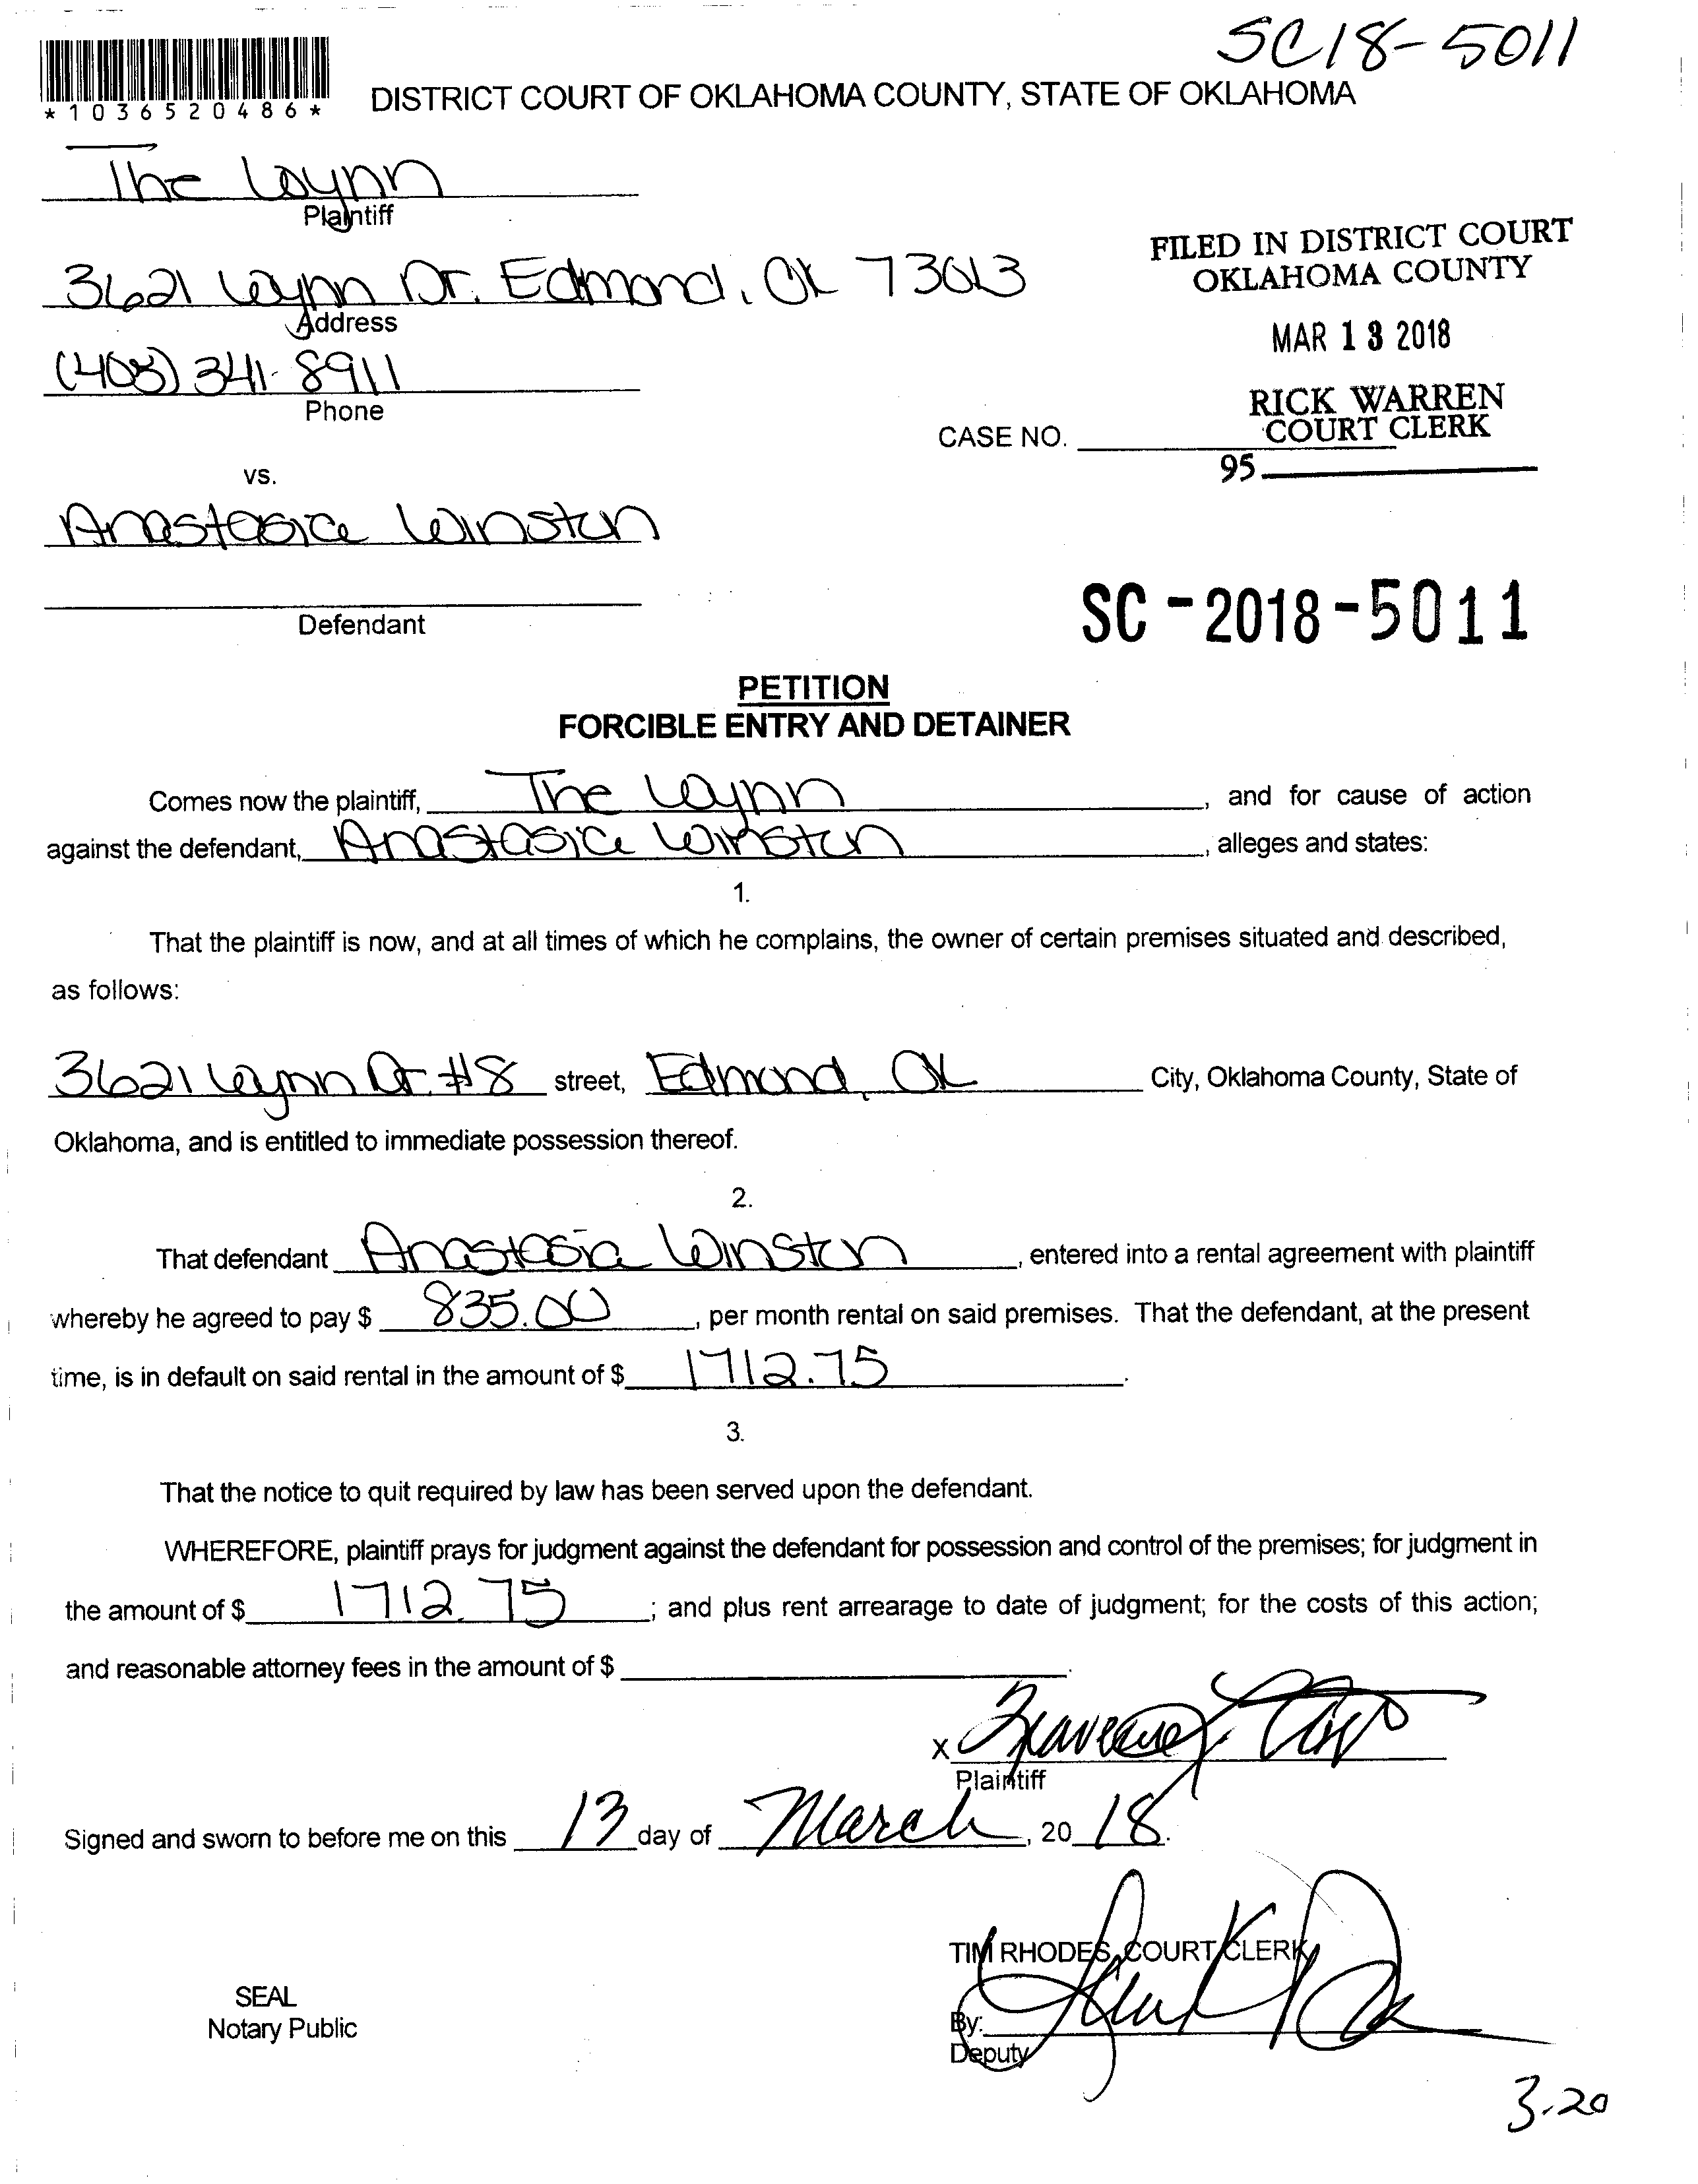 SC18-5011
*1036520486*
DISTRICT COURT OF OKLAHOMA COUNTY, STATE OF OKLAHOMA
The Wynn
Plaintiff
3621 Wynn Dr. Edmond, OK 73013
Address
(405) 341-8911
Phone
FILED IN DISTRICT COURT
OKLAHOMA COUNTY
MAR 13 2018
RICK WARREN
COURT CLERK
CASE NO.
95
vs.
Anastasia Winston
Defendant
SC-2018-5011
PETITION
FORCIBLE ENTRY AND DETAINER
Comes now the plaintiff, The Wynn, and for cause of action
against the defendant, Anastasia Winston, alleges and states:
1.
That the plaintiff is now, and at all times of which he complains, the owner of certain premises situated and described,
as follows:
3621 Wynn Dr. #8 street, Edmond, OK City, Oklahoma County, State of
Oklahoma, and is entitled to immediate possession thereof.
2.
That defendant Anastasia Winston, entered into a rental agreement with plaintiff
whereby he agreed to pay $ 835.00, per month rental on said premises. That the defendant, at the present
time, is in default on said rental in the amount of $ 1712.75.
3.
That the notice to quit required by law has been served upon the defendant.
WHEREFORE, plaintiff prays for judgment against the defendant for possession and control of the premises; for judgment in
the amount of $ 1712.75; and plus rent arrearage to date of judgment; for the costs of this action;
and reasonable attorney fees in the amount of $ .
X
Plaintiff
Signed and sworn to before me on this 13 day of March, 20 18.
TIM RHODES, COURT CLERK
SEAL
Notary Public
By:
Deputy
3-20